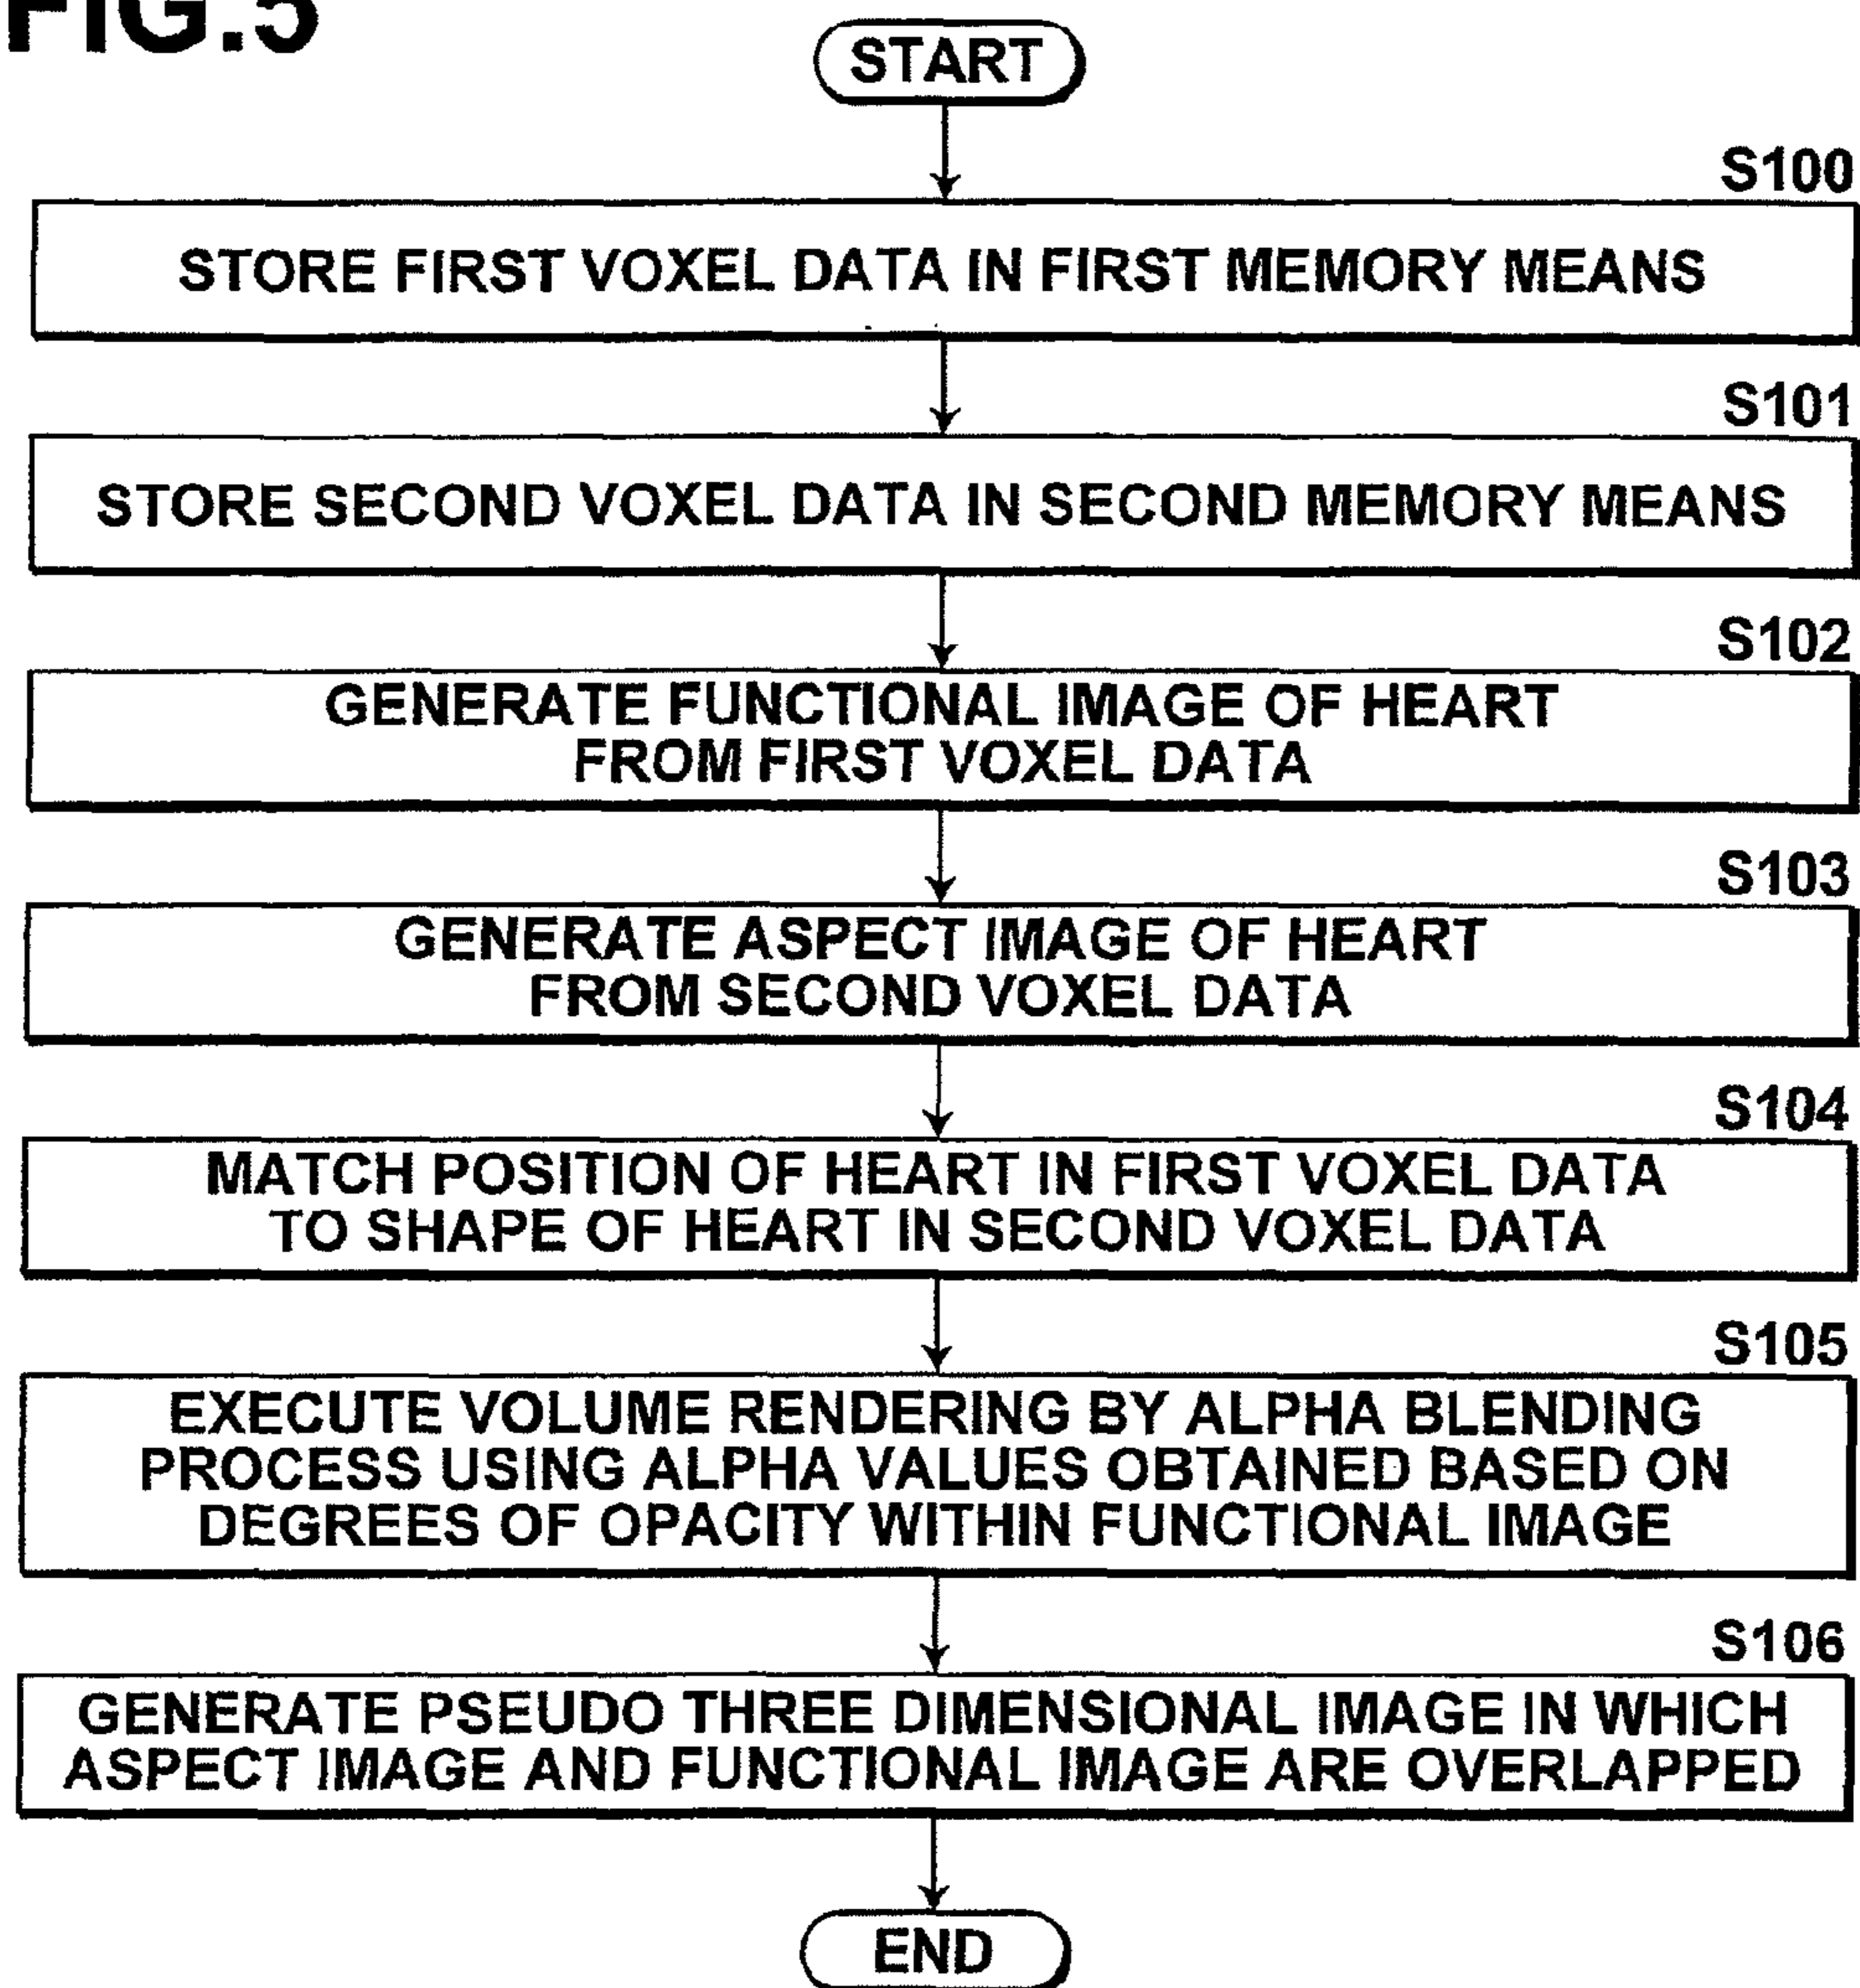 FIG.5
START
S100
STORE FIRST VOXEL DATA IN FIRST MEMORY MEANS
S101
STORE SECOND VOXEL DATA IN SECOND MEMORY MEANS
S102
GENERATE FUNCTIONAL IMAGE OF HEART
FROM FIRST VOXEL DATA
S103
GENERATE ASPECT IMAGE OF HEART
FROM SECOND VOXEL DATA
S104
MATCH POSITION OF HEART IN FIRST VOXEL DATA
TO SHAPE OF HEART IN SECOND VOXEL DATA
S105
EXECUTE VOLUME RENDERING BY ALPHA BLENDING
PROCESS USING ALPHA VALUES OBTAINED BASED ON
DEGREES OF OPACITY WITHIN FUNCTIONAL IMAGE
S106
GENERATE PSEUDO THREE DIMENSIONAL IMAGE IN WHICH
ASPECT IMAGE AND FUNCTIONAL IMAGE ARE OVERLAPPED
END